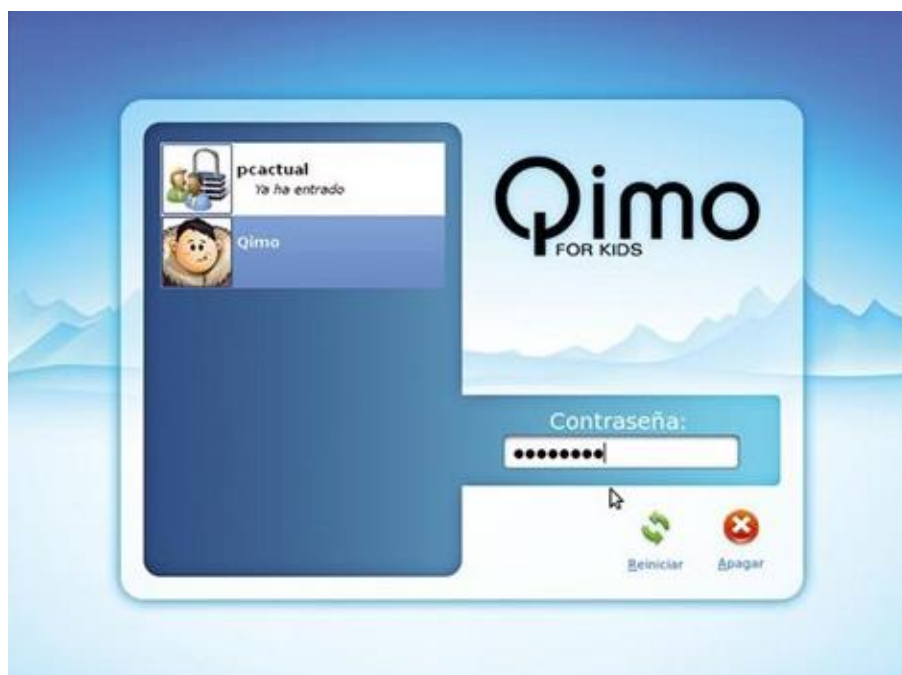 pcactual
Ya ha entrado
Qimo
Qimo
FOR KIDS
Contraseña:
Reiniciar
Apagar